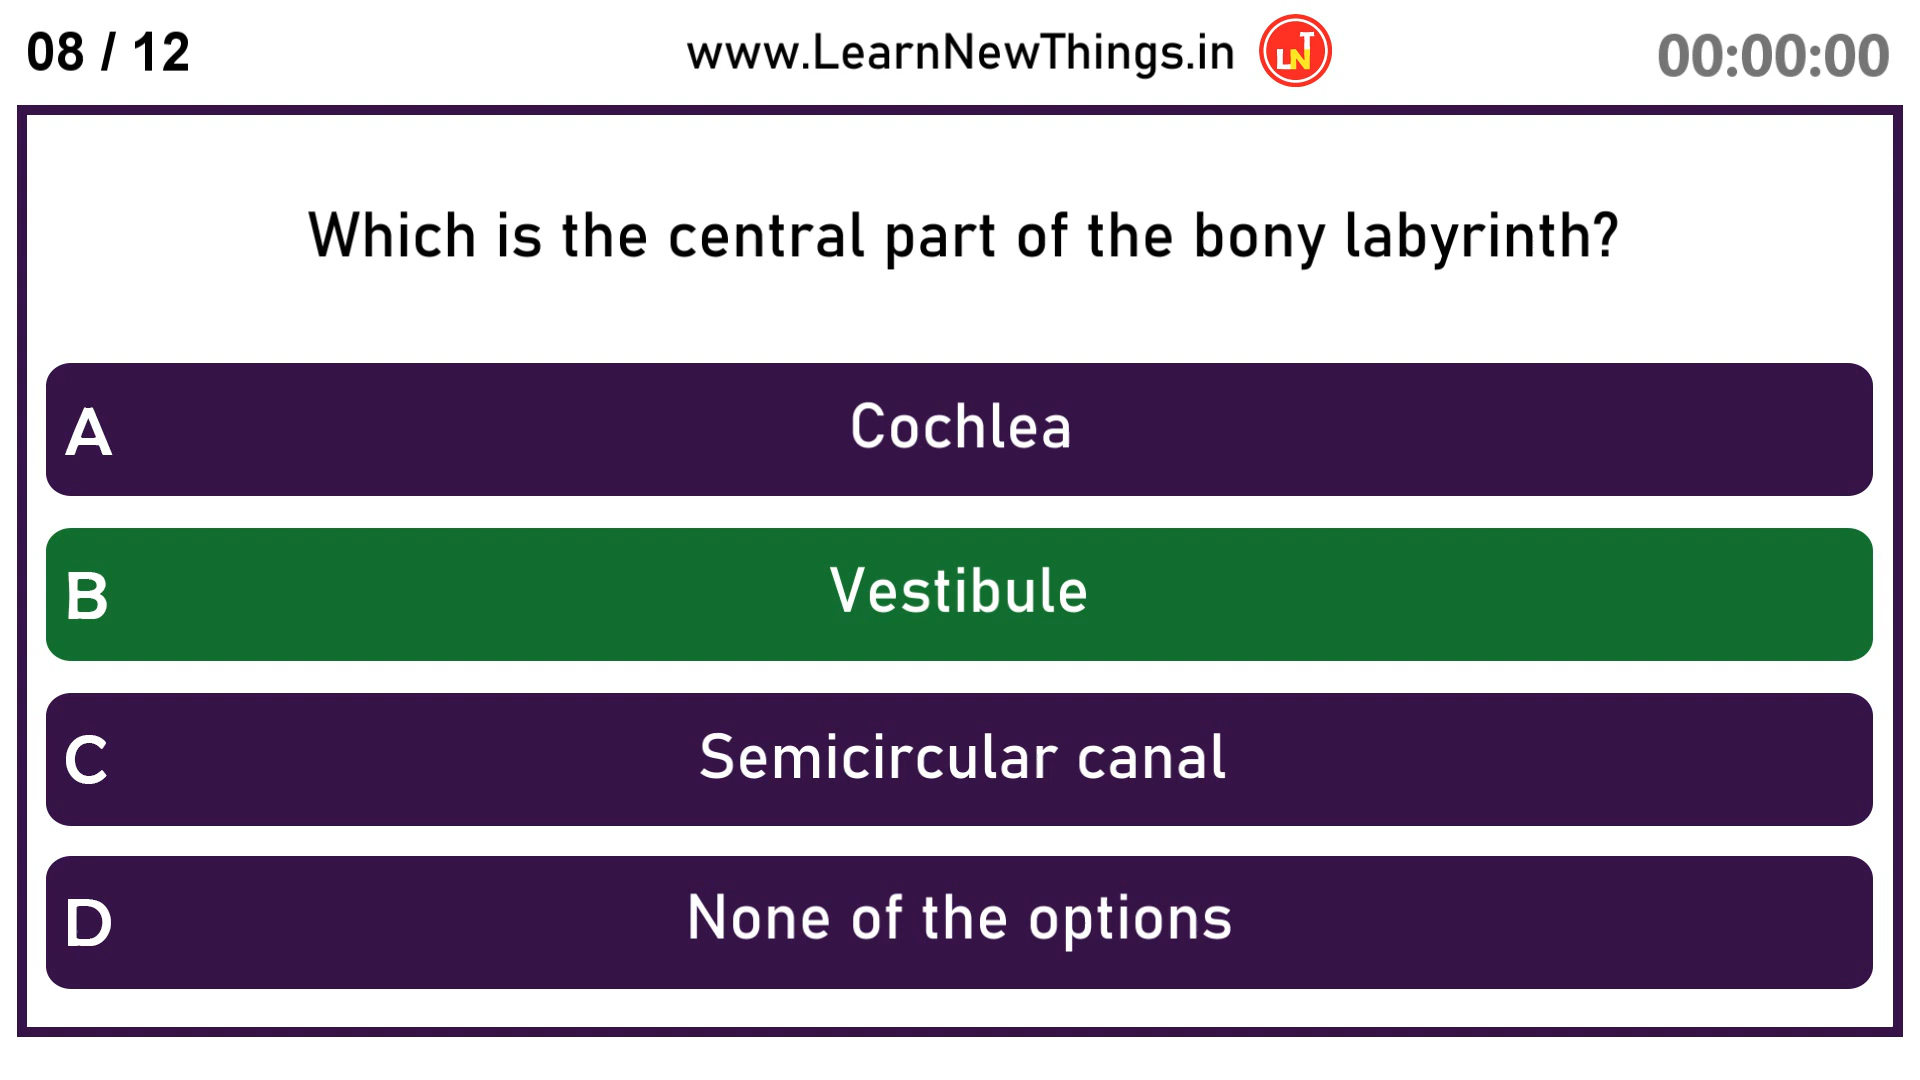 08 / 12
www.LearnNewThings.in
LNT
00:00:00
Which is the central part of the bony labyrinth?
A Cochlea
B Vestibule
C Semicircular canal
D None of the options